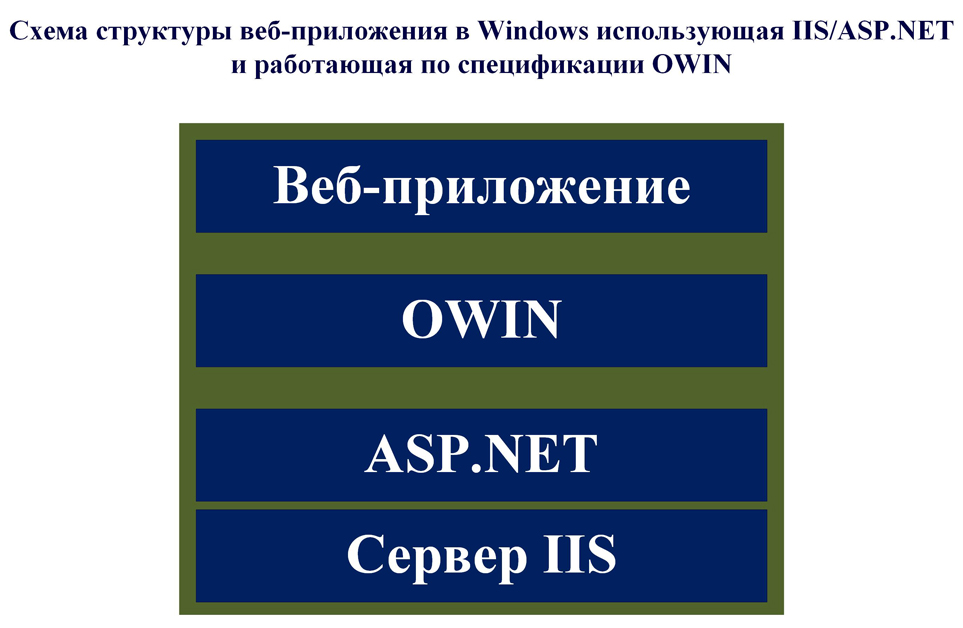 Схема структуры веб-приложения в Windows использующая IIS/ASP.NET
и работающая по спецификации OWIN
Веб-приложение
OWIN
ASP.NET
Сервер IIS